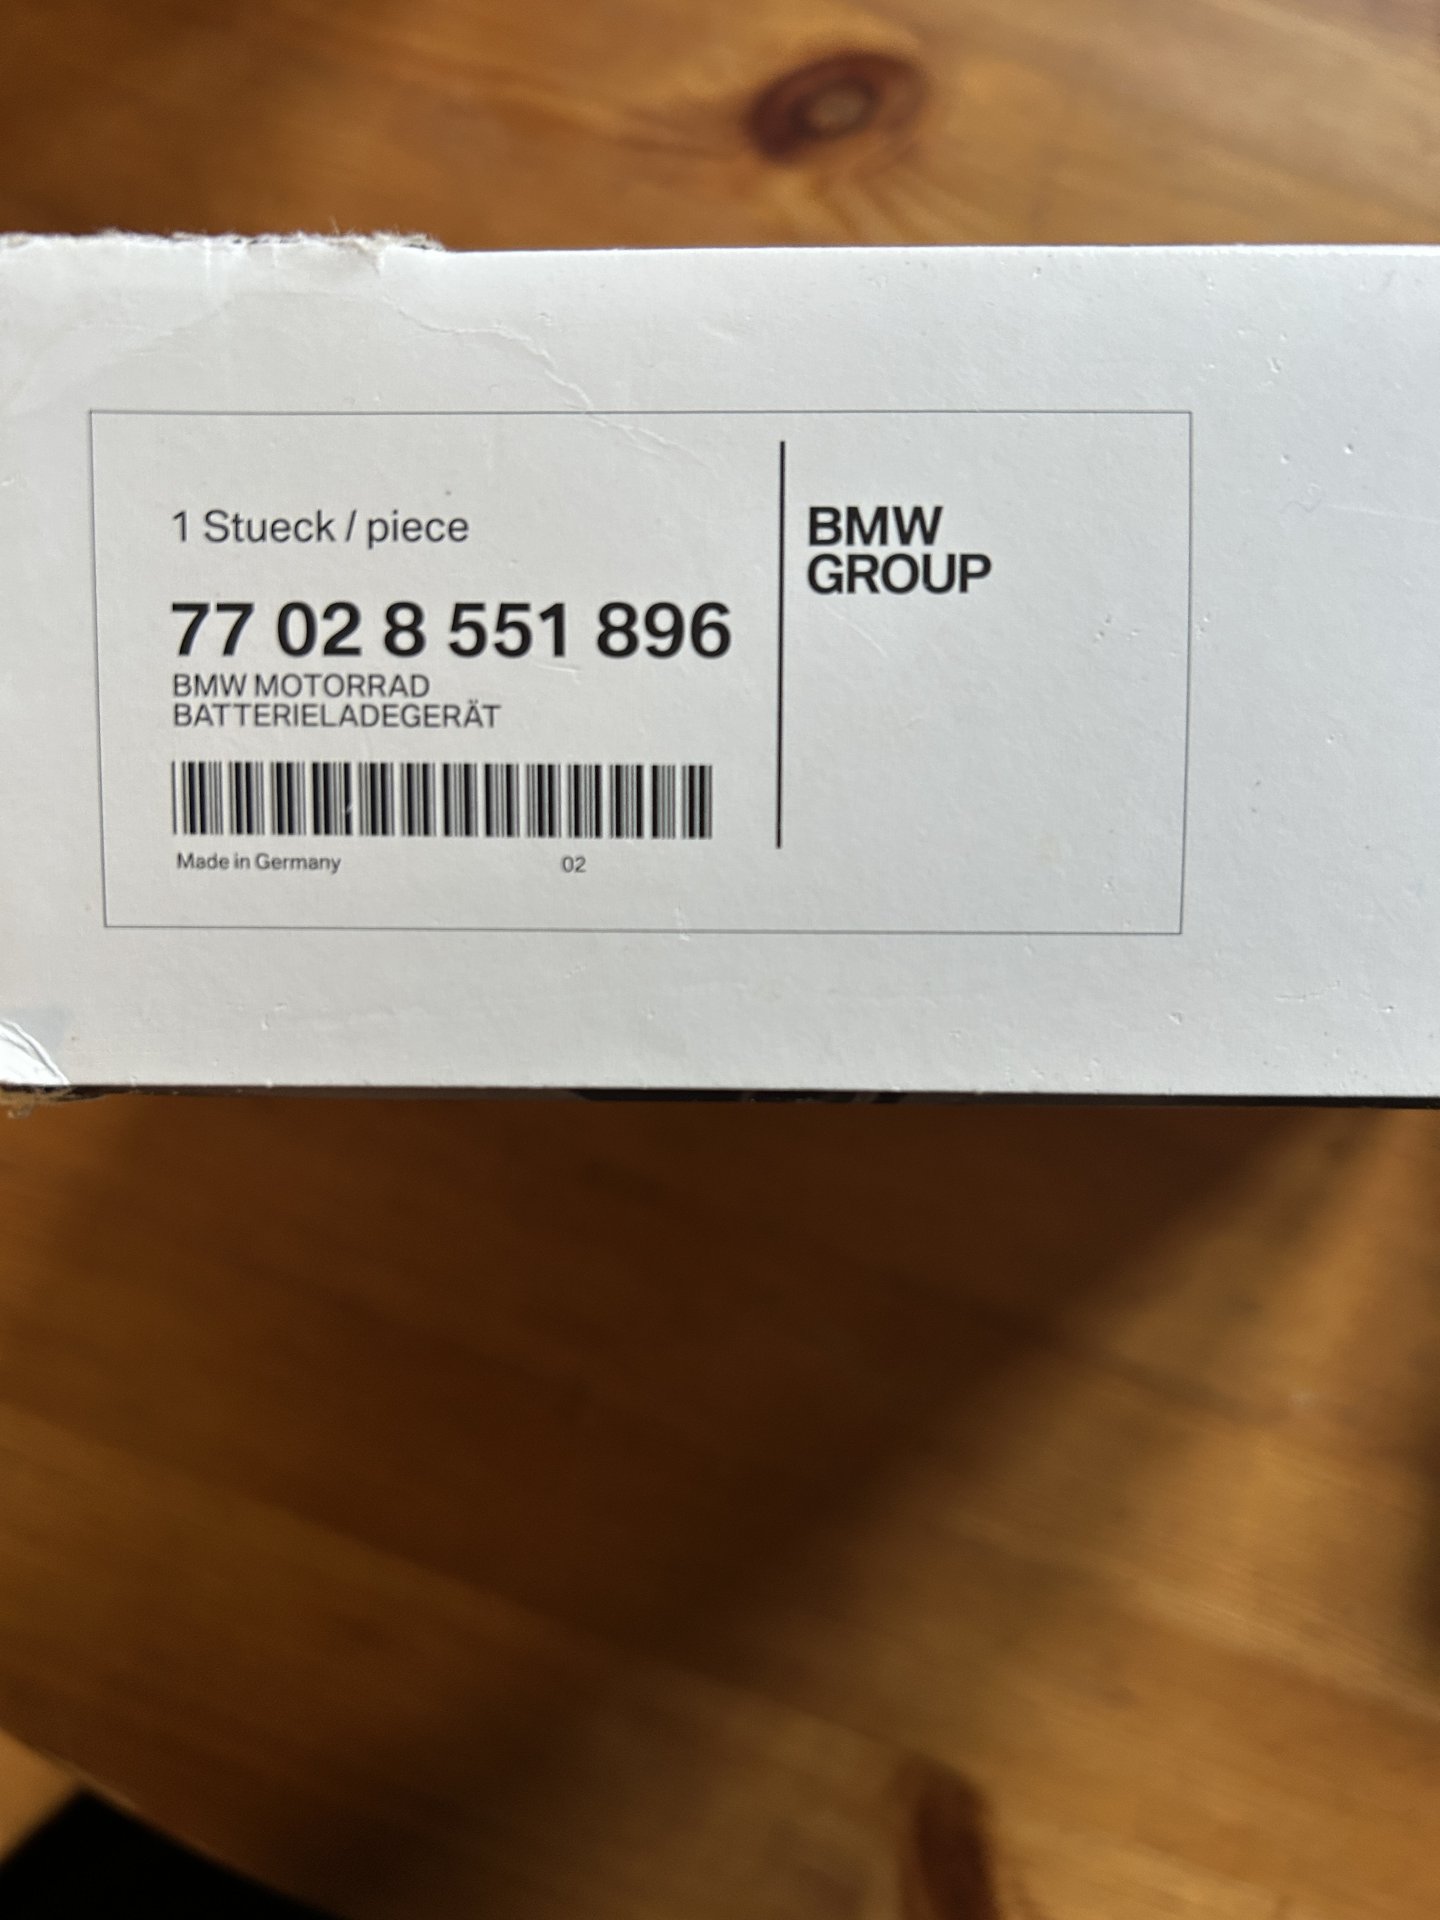 1 Stueck / piece
77 02 8 551 896
BMW MOTORRAD
BATTERIELADEGERÄT
Made in Germany 02
BMW
GROUP